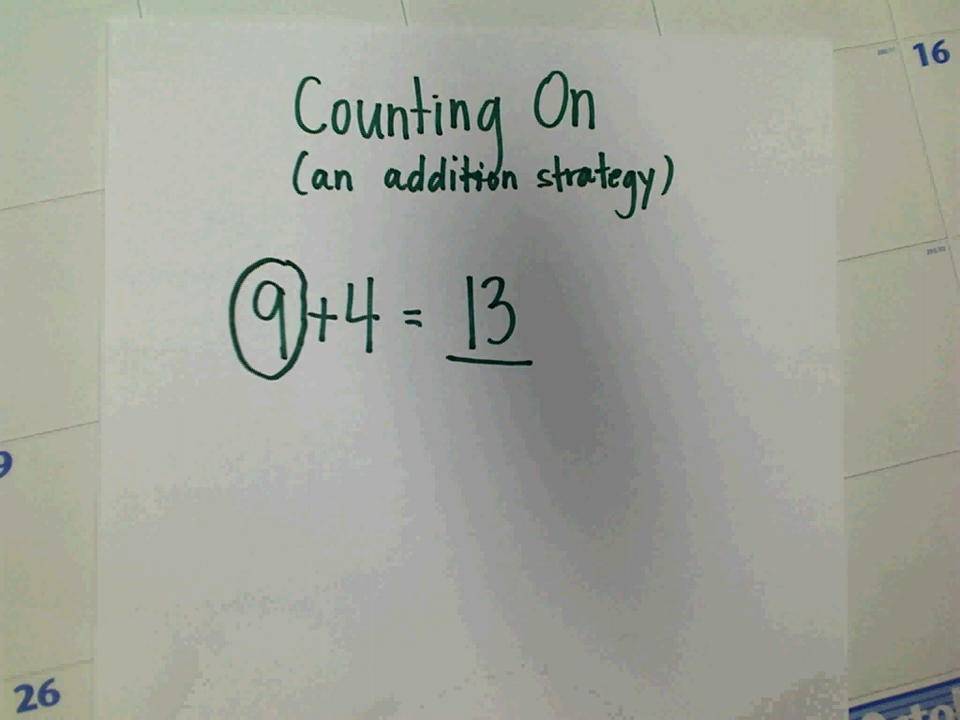 16
Counting On
(an addition strategy)
9 + 4 = 13
9
26